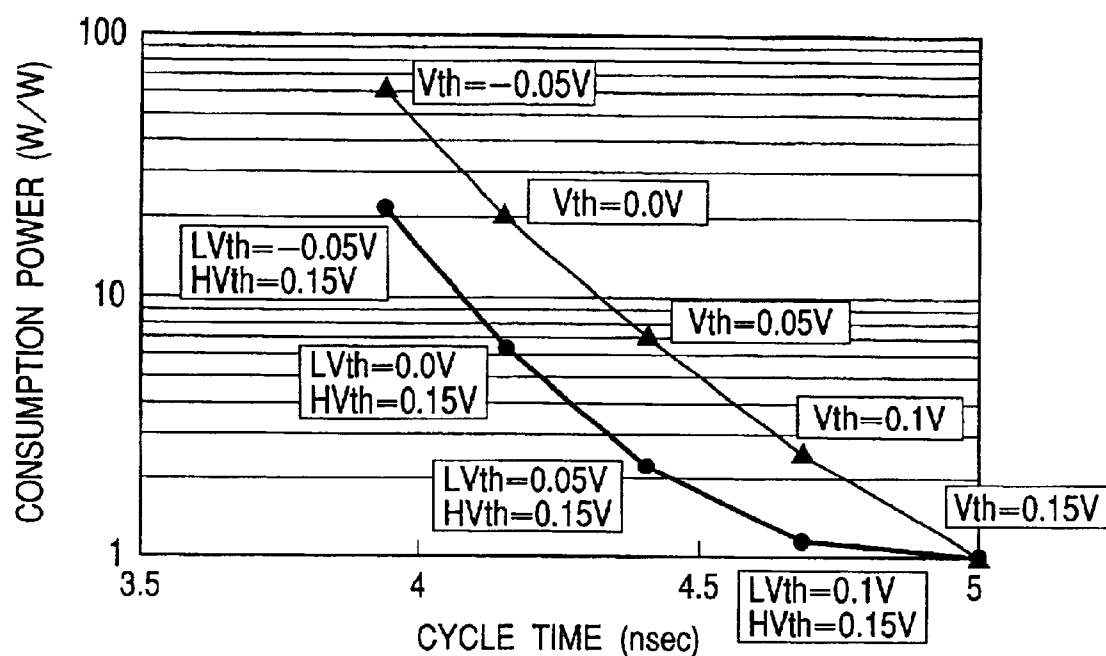 100
Vth=−0.05V
Vth=0.0V
LVth=−0.05V
HVth=0.15V
10
Vth=0.05V
LVth=0.0V
HVth=0.15V
Vth=0.1V
LVth=0.05V
HVth=0.15V
Vth=0.15V
1
3.5
4
4.5
5
LVth=0.1V
HVth=0.15V
CYCLE TIME (nsec)
CONSUMPTION POWER (W/W)